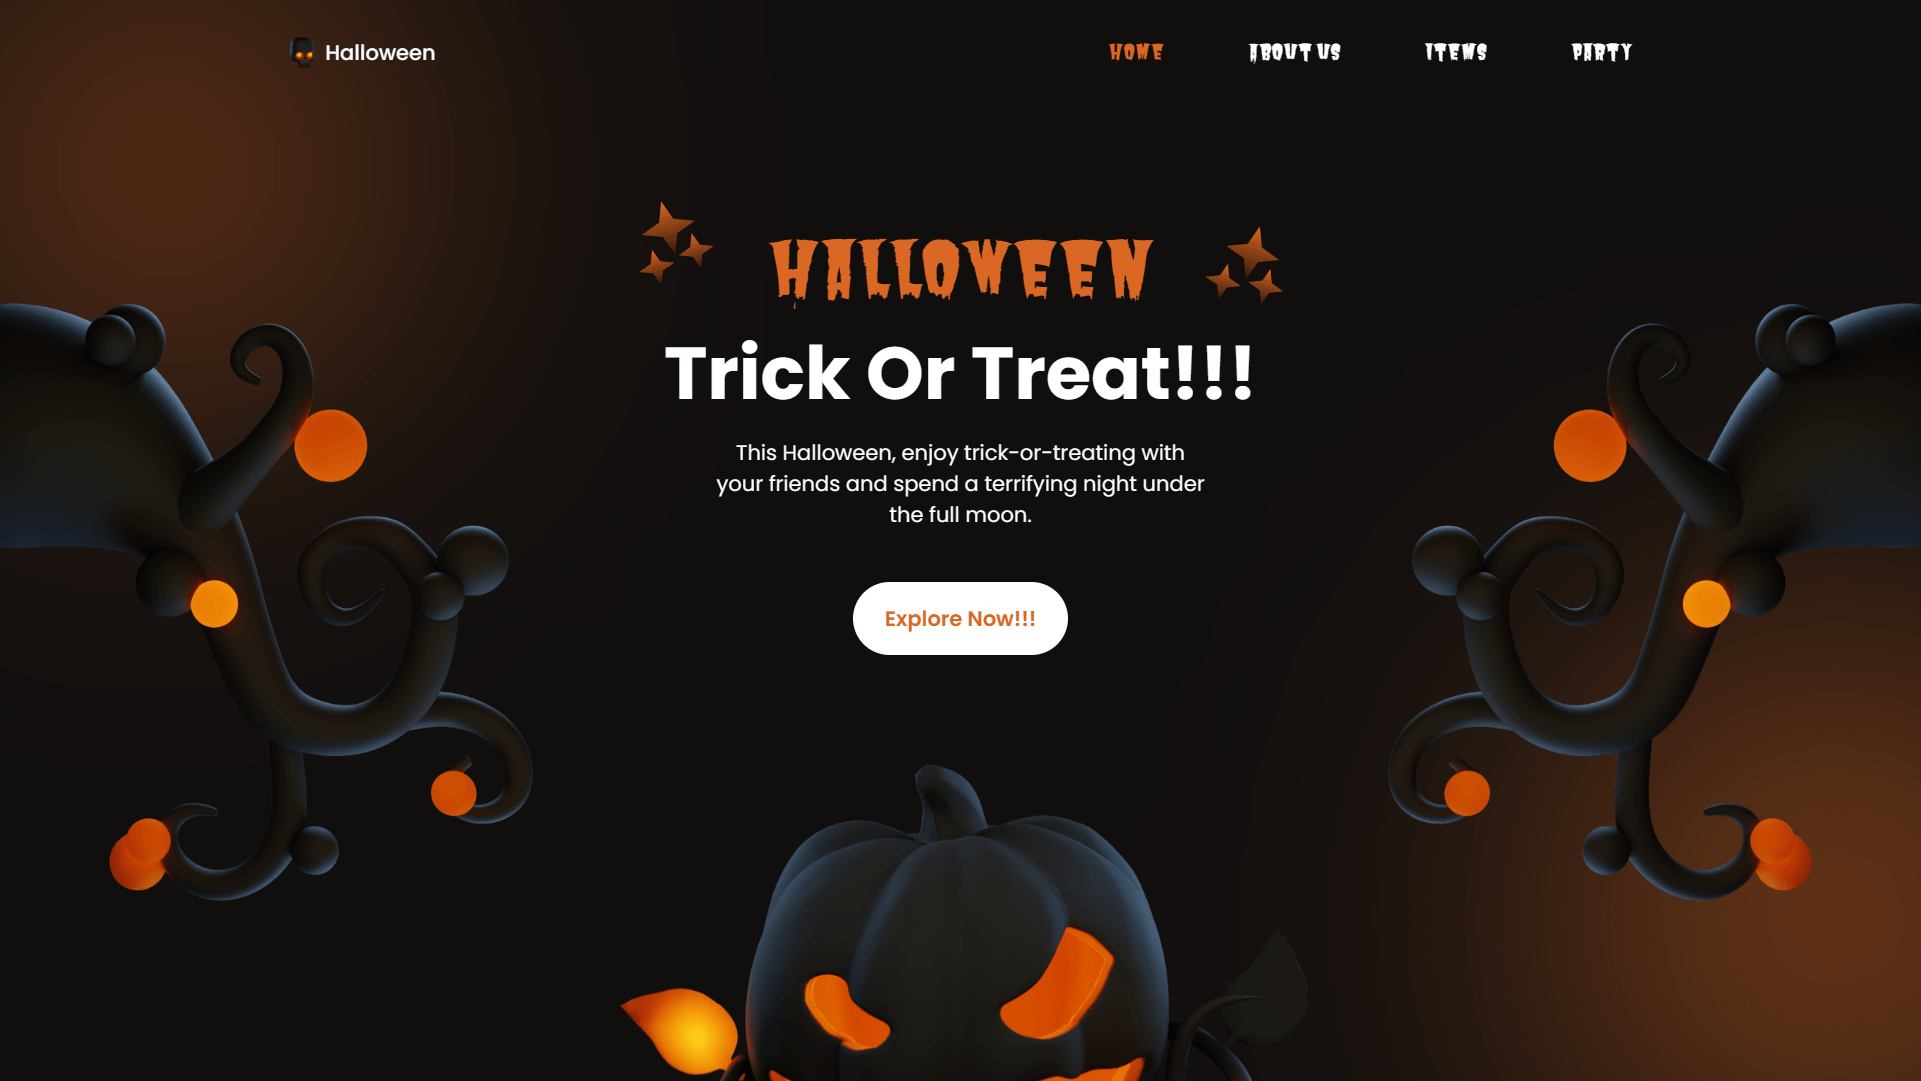 Halloween
HOME
ABOUT US
ITEMS
PARTY
HALLOWEEN
Trick Or Treat!!!
This Halloween, enjoy trick-or-treating with
your friends and spend a terrifying night under
the full moon.
Explore Now!!!